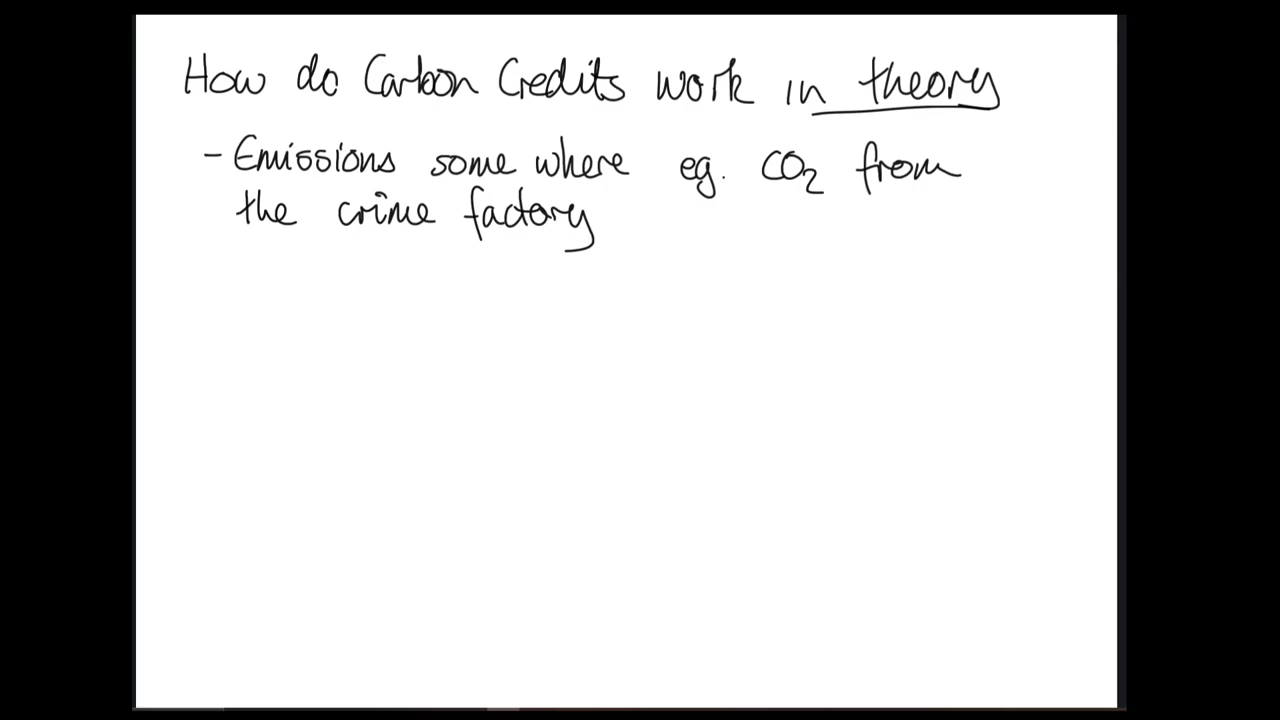 How do Carbon Credits work in theory
- Emissions some where eg. CO₂ from
the crime factory